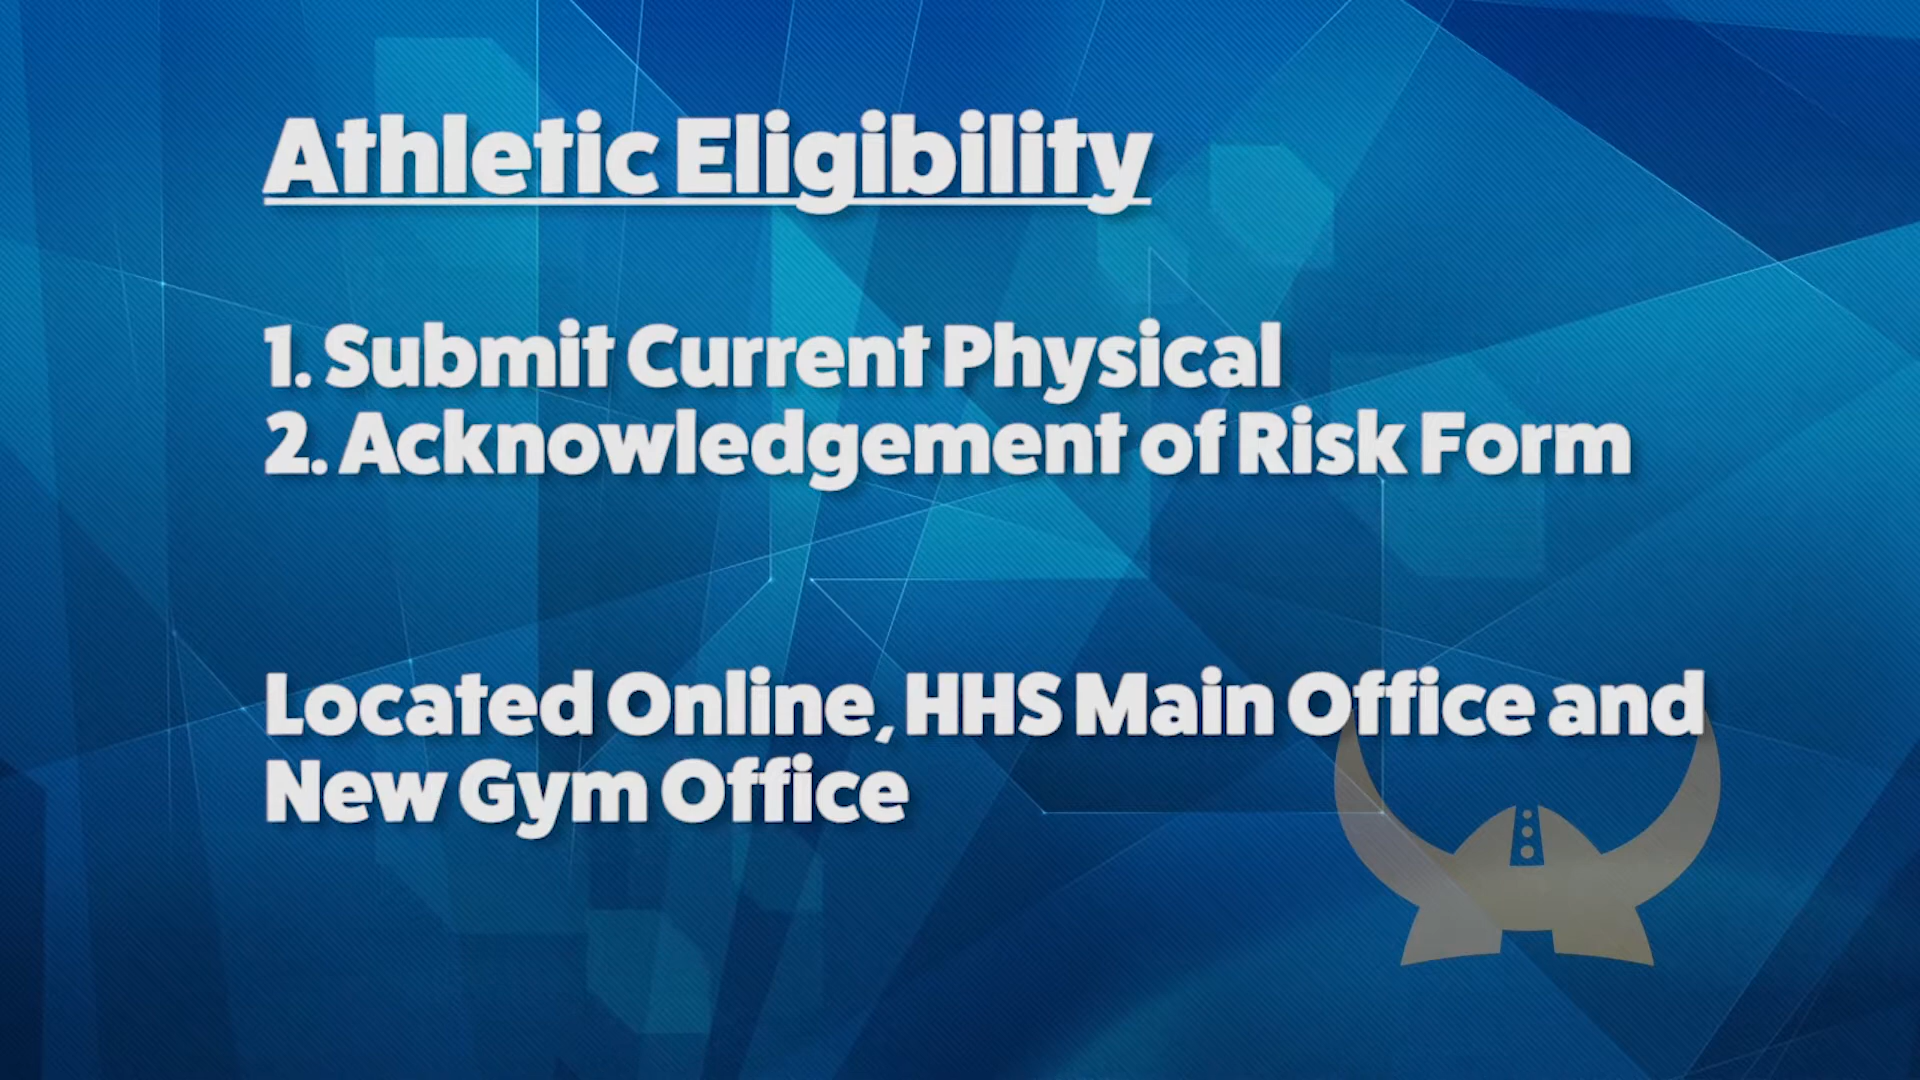 Athletic Eligibility
1. Submit Current Physical
2. Acknowledgement of Risk Form
Located Online, HHS Main Office and
New Gym Office